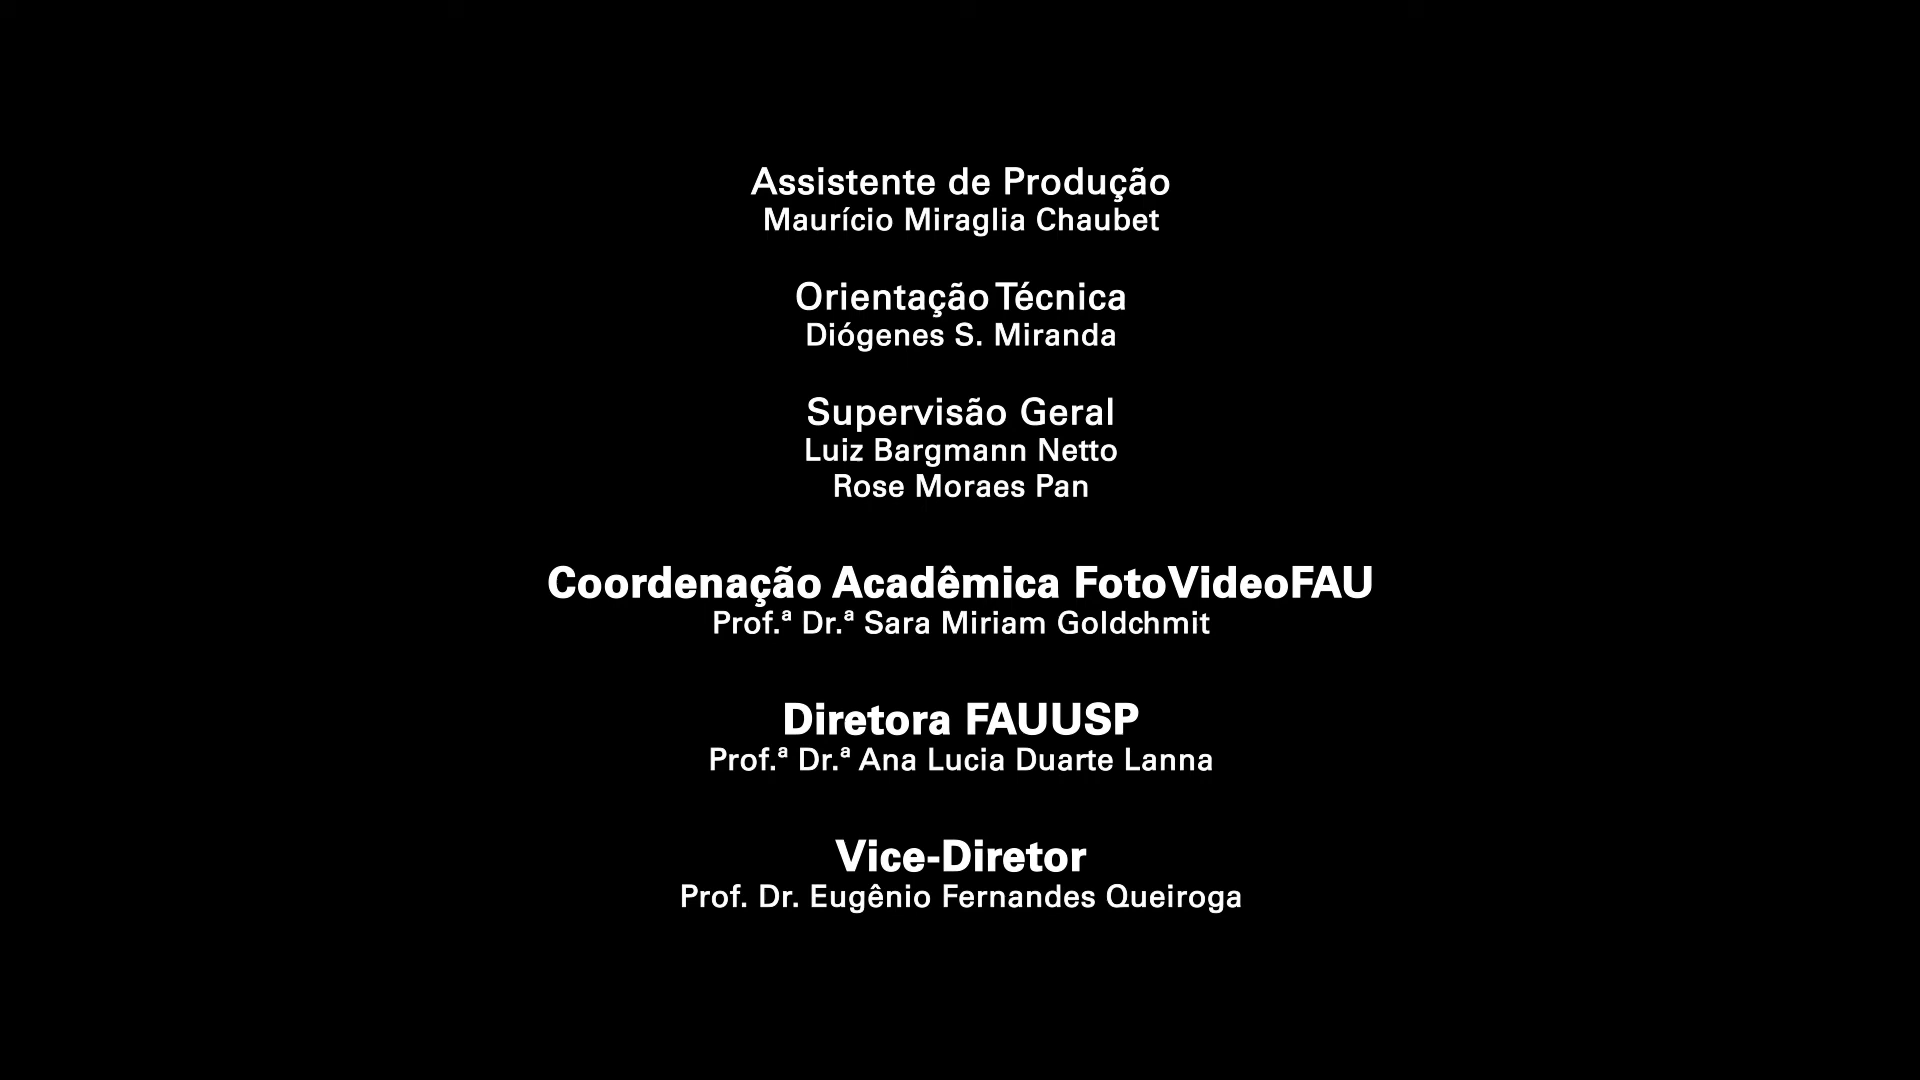 Assistente de Produção
Maurício Miraglia Chaubet
Orientação Técnica
Diógenes S. Miranda
Supervisão Geral
Luiz Bargmann Netto
Rose Moraes Pan
Coordenação Acadêmica FotoVideoFAU
Prof.ª Dr.ª Sara Miriam Goldchmit
Diretora FAUUSP
Prof.ª Dr.ª Ana Lucia Duarte Lanna
Vice-Diretor
Prof. Dr. Eugênio Fernandes Queiroga